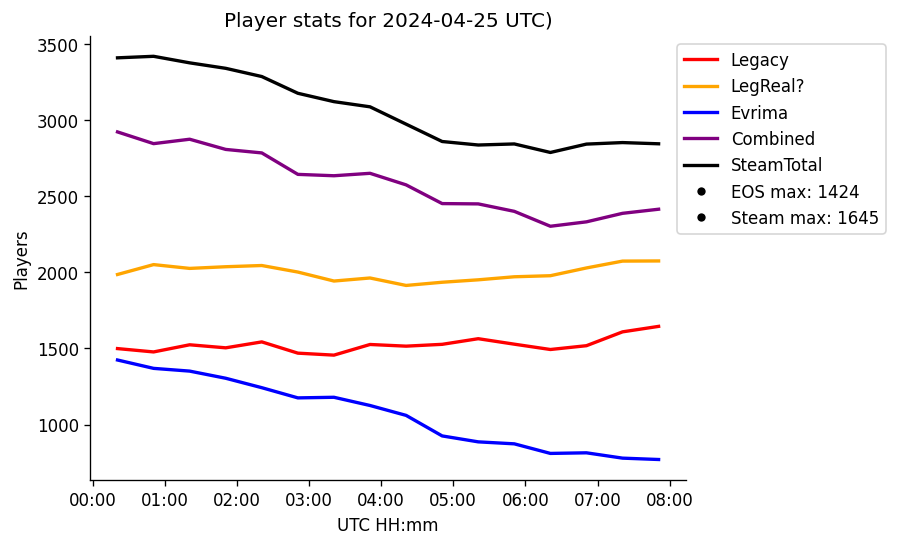 Player stats for 2024-04-25 UTC)
3500
3000
2500
2000
1500
1000
Players
00:00 01:00 02:00 03:00 04:00 05:00 06:00 07:00 08:00
UTC HH:mm
Legacy
LegReal?
Evrima
Combined
SteamTotal
EOS max: 1424
Steam max: 1645